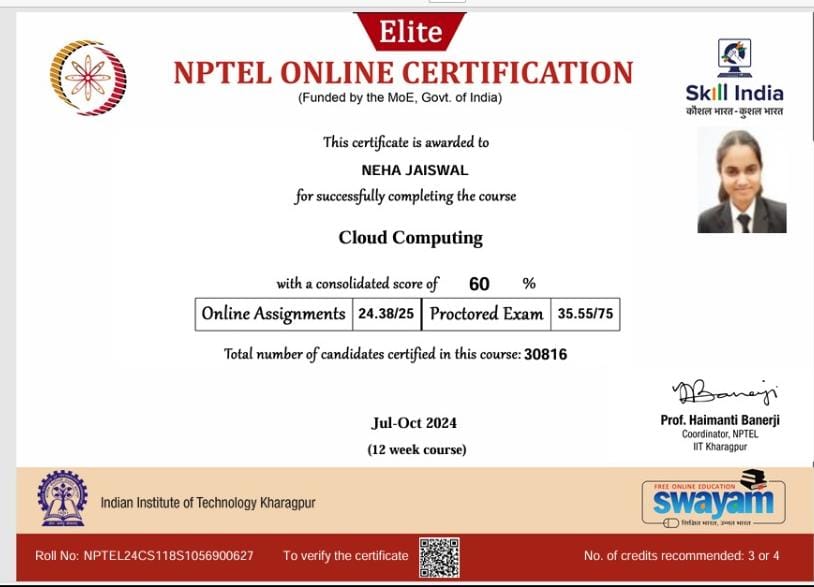 Elite
NPTEL ONLINE CERTIFICATION
(Funded by the MoE, Govt. of India)
Skill India
कौशल भारत - कुशल भारत
This certificate is awarded to
NEHA JAISWAL
for successfully completing the course
Cloud Computing
with a consolidated score of 60 %
Online Assignments 24.38/25 Proctored Exam 35.55/75
Total number of candidates certified in this course: 30816
Jul-Oct 2024
(12 week course)
Prof. Haimanti Banerji
Coordinator, NPTEL
IIT Kharagpur
Indian Institute of Technology Kharagpur
FREE ONLINE EDUCATION
swayam
शिक्षित भारत, उन्नत भारत
Roll No: NPTEL24CS118S1056900627 To verify the certificate No. of credits recommended: 3 or 4